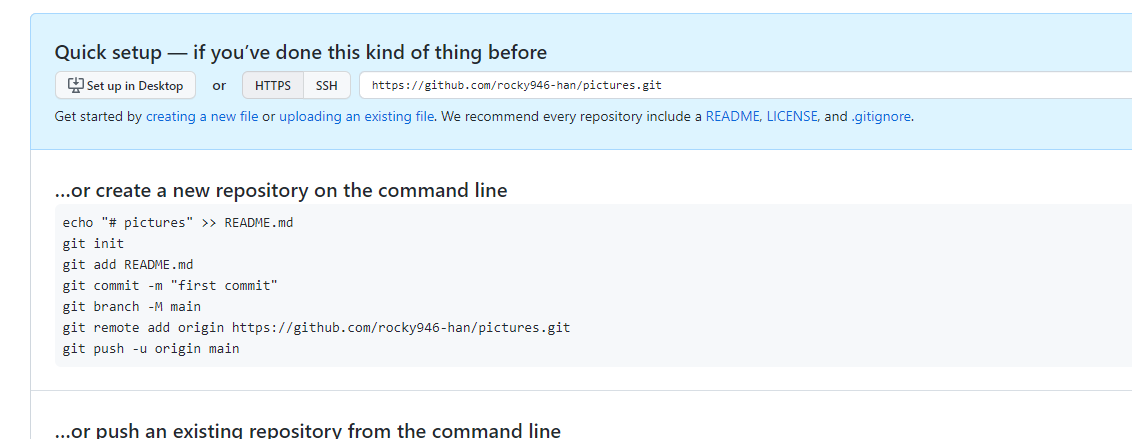 Quick setup — if you’ve done this kind of thing before
Set up in Desktop or HTTPS SSH https://github.com/rocky946-han/pictures.git
Get started by creating a new file or uploading an existing file. We recommend every repository include a README, LICENSE, and .gitignore.
…or create a new repository on the command line
echo "# pictures" >> README.md
git init
git add README.md
git commit -m "first commit"
git branch -M main
git remote add origin https://github.com/rocky946-han/pictures.git
git push -u origin main
…or push an existing repository from the command line